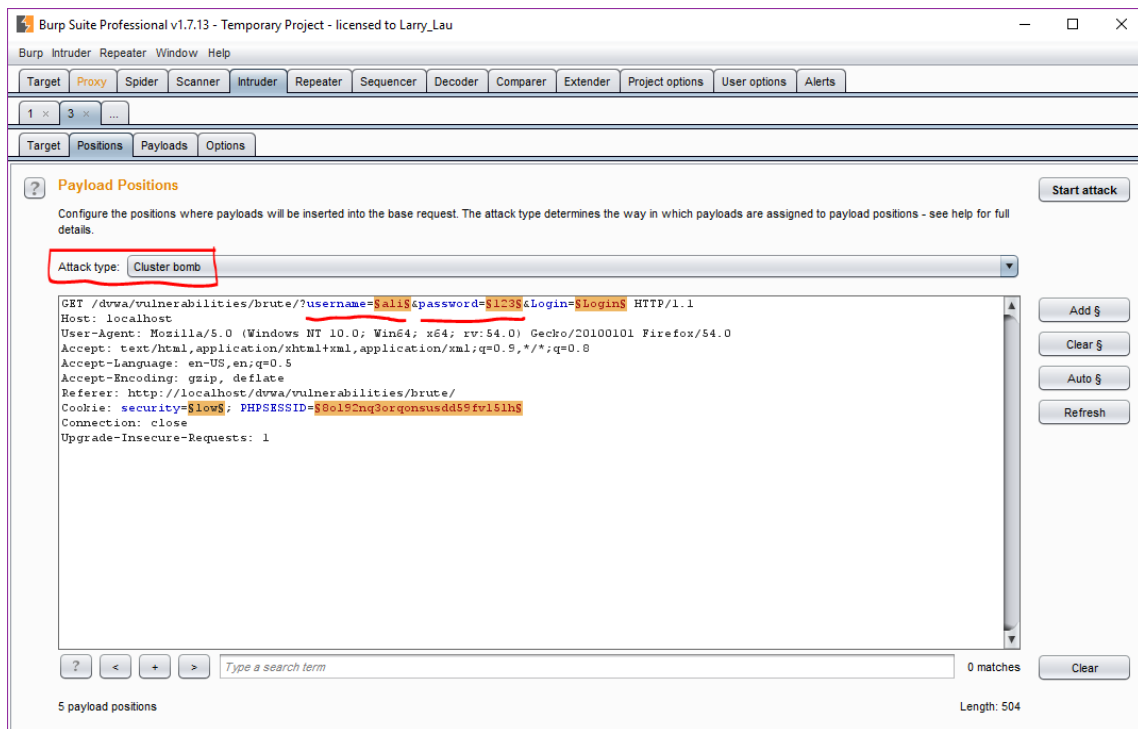 Burp Suite Professional v1.7.13 - Temporary Project - licensed to Larry_Lau
Burp Intruder Repeater Window Help
Target Proxy Spider Scanner Intruder Repeater Sequencer Decoder Comparer Extender Project options User options Alerts
1 × 3 × ...
Target Positions Payloads Options
? Payload Positions
Start attack
Configure the positions where payloads will be inserted into the base request. The attack type determines the way in which payloads are assigned to payload positions - see help for full
details.
Attack type: Cluster bomb
GET /dvwa/vulnerabilities/brute/?username=§ali§&password=§123§&Login=§Login§ HTTP/1.1
Host: localhost
User-Agent: Mozilla/5.0 (Windows NT 10.0; Win64; x64; rv:54.0) Gecko/20100101 Firefox/54.0
Accept: text/html,application/xhtml+xml,application/xml;q=0.9,*/*;q=0.8
Accept-Language: en-US,en;q=0.5
Accept-Encoding: gzip, deflate
Referer: http://localhost/dvwa/vulnerabilities/brute/
Cookie: security=§low§; PHPSESSID=§8ol92nq3orqonsusdd59fv15lh§
Connection: close
Upgrade-Insecure-Requests: 1
Add §
Clear §
Auto §
Refresh
? < + > Type a search term 0 matches Clear
5 payload positions Length: 504